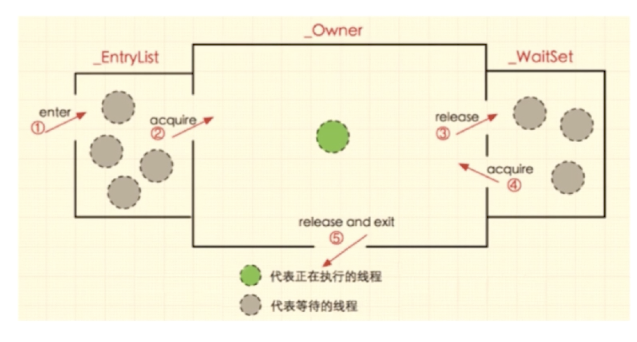 _Owner
_EntryList
_WaitSet
enter
①
acquire
②
release
③
acquire
④
release and exit
⑤
代表正在执行的线程
代表等待的线程